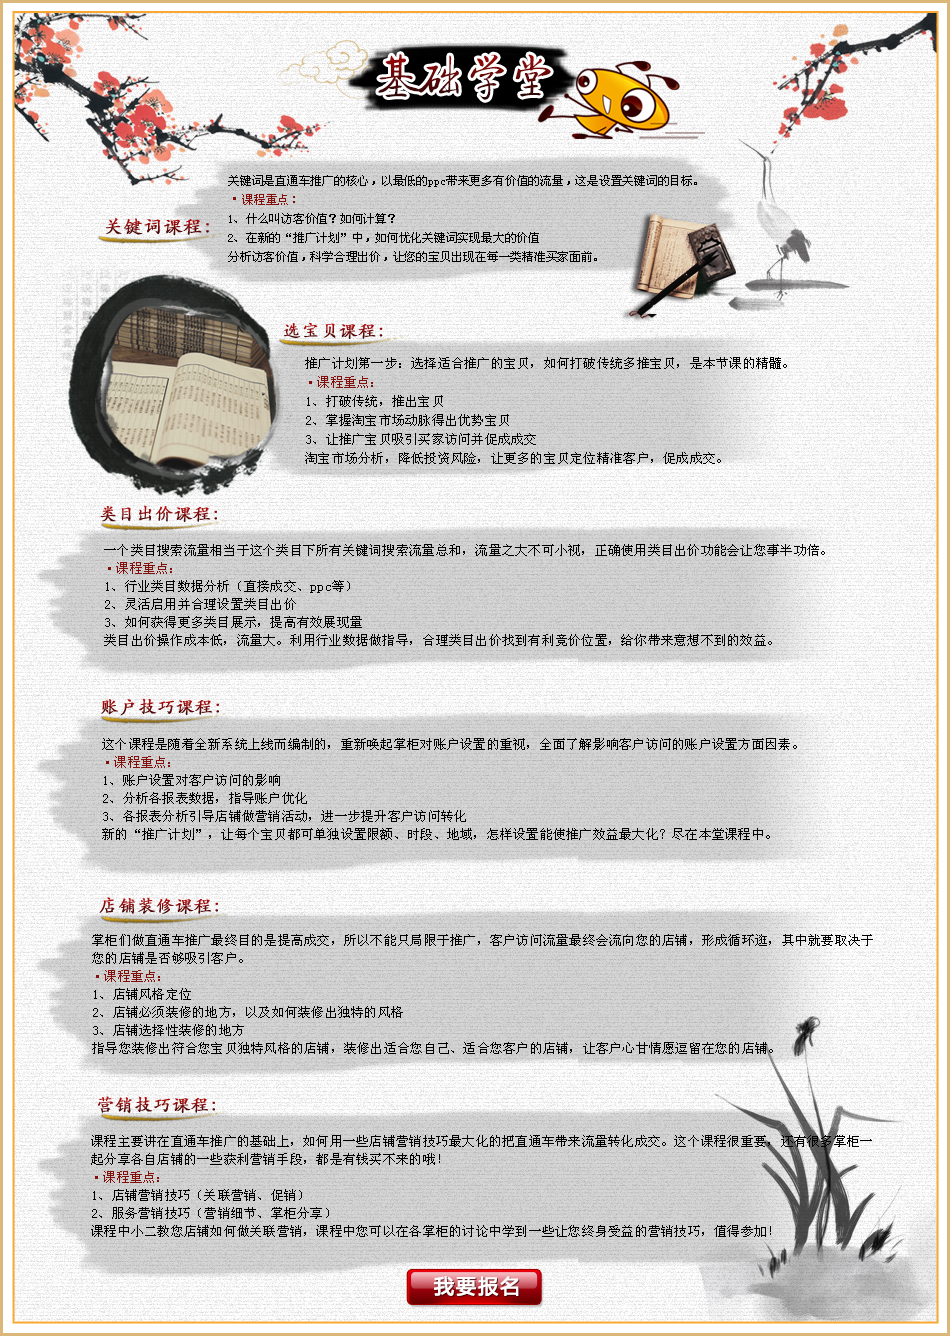 基础学堂
关键词是直通车推广的核心，以最低的ppc带来更多有价值的流量，这是设置关键词的目标。
·课程重点：
关键词课程：
1、什么叫访客价值？如何计算？
2、在新的“推广计划”中，如何优化关键词实现最大的价值
分析访客价值，科学合理出价，让您的宝贝出现在每一类精准买家面前。
选宝贝课程：
推广计划第一步：选择适合推广的宝贝，如何打破传统多推宝贝，是本节课的精髓。
·课程重点：
1、打破传统，推出宝贝
2、掌握淘宝市场动脉得出优势宝贝
3、让推广宝贝吸引买家访问并促成成交
淘宝市场分析，降低投资风险，让更多的宝贝定位精准客户，促成成交。
类目出价课程：
一个类目搜索流量相当于这个类目下所有关键词搜索流量总和，流量之大不可小视，正确使用类目出价功能会让您事半功倍。
·课程重点：
1、行业类目数据分析（直接成交、ppc等）
2、灵活启用并合理设置类目出价
3、如何获得更多类目展示，提高有效展现量
类目出价操作成本低，流量大。利用行业数据做指导，合理类目出价找到有利竞价位置，给你带来意想不到的效益。
账户技巧课程：
这个课程是随着全新系统上线而编制的，重新唤起掌柜对账户设置的重视，全面了解影响客户访问的账户设置方面因素。
·课程重点：
1、账户设置对客户访问的影响
2、分析各报表数据，指导账户优化
3、各报表分析引导店铺做营销活动，进一步提升客户访问转化
新的“推广计划”，让每个宝贝都可单独设置限额、时段、地域，怎样设置能使推广效益最大化？尽在本堂课程中。
店铺装修课程：
掌柜们做直通车推广最终目的是提高成交，所以不能只局限于推广，客户访问流量最终会流向您的店铺，形成循环逛，其中就要取决于
您的店铺是否够吸引客户。
·课程重点：
1、店铺风格定位
2、店铺必须装修的地方，以及如何装修出独特的风格
3、店铺选择性装修的地方
指导您装修出符合您宝贝独特风格的店铺，装修出适合您自己、适合您客户的店铺，让客户心甘情愿逗留在您的店铺。
营销技巧课程：
课程主要讲在直通车推广的基础上，如何用一些店铺营销技巧最大化的把直通车带来流量转化成交。这个课程很重要，还有很多掌柜一
起分享各自店铺的一些获利营销手段，都是有钱买不来的哦！
·课程重点：
1、店铺营销技巧（关联营销、促销）
2、服务营销技巧（营销细节、掌柜分享）
课程中小二教您店铺如何做关联营销，课程中您可以在各掌柜的讨论中学到一些让您终身受益的营销技巧，值得参加！
我要报名